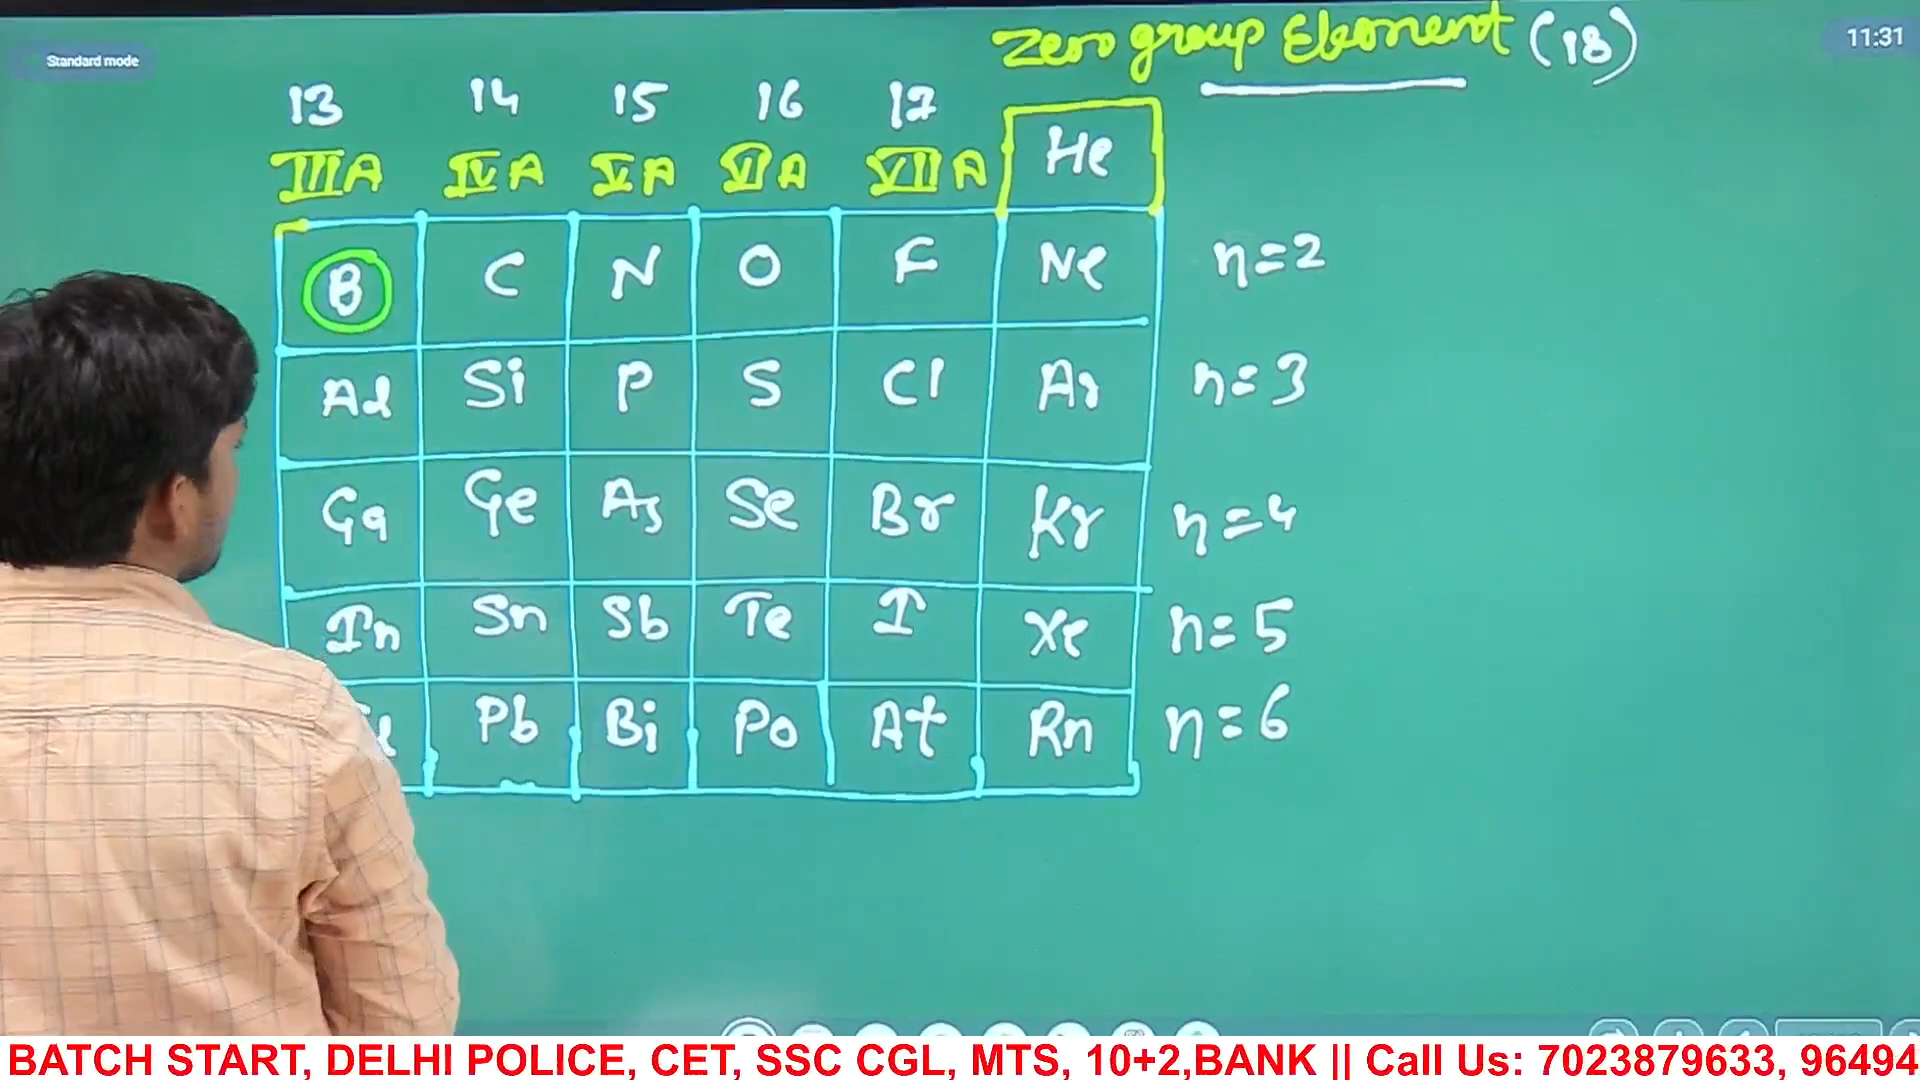 Zero group Element (18)
Standard mode
11:31
13 14 15 16 17
IIIA IVA VA VIA VIIA He
B C N O F Ne n=2
Al Si P S Cl Ar n=3
Ga Ge As Se Br Kr n=4
In Sn Sb Te I Xe n=5
Pb Bi Po At Rn n=6
BATCH START, DELHI POLICE, CET, SSC CGL, MTS, 10+2,BANK || Call Us: 7023879633, 96494